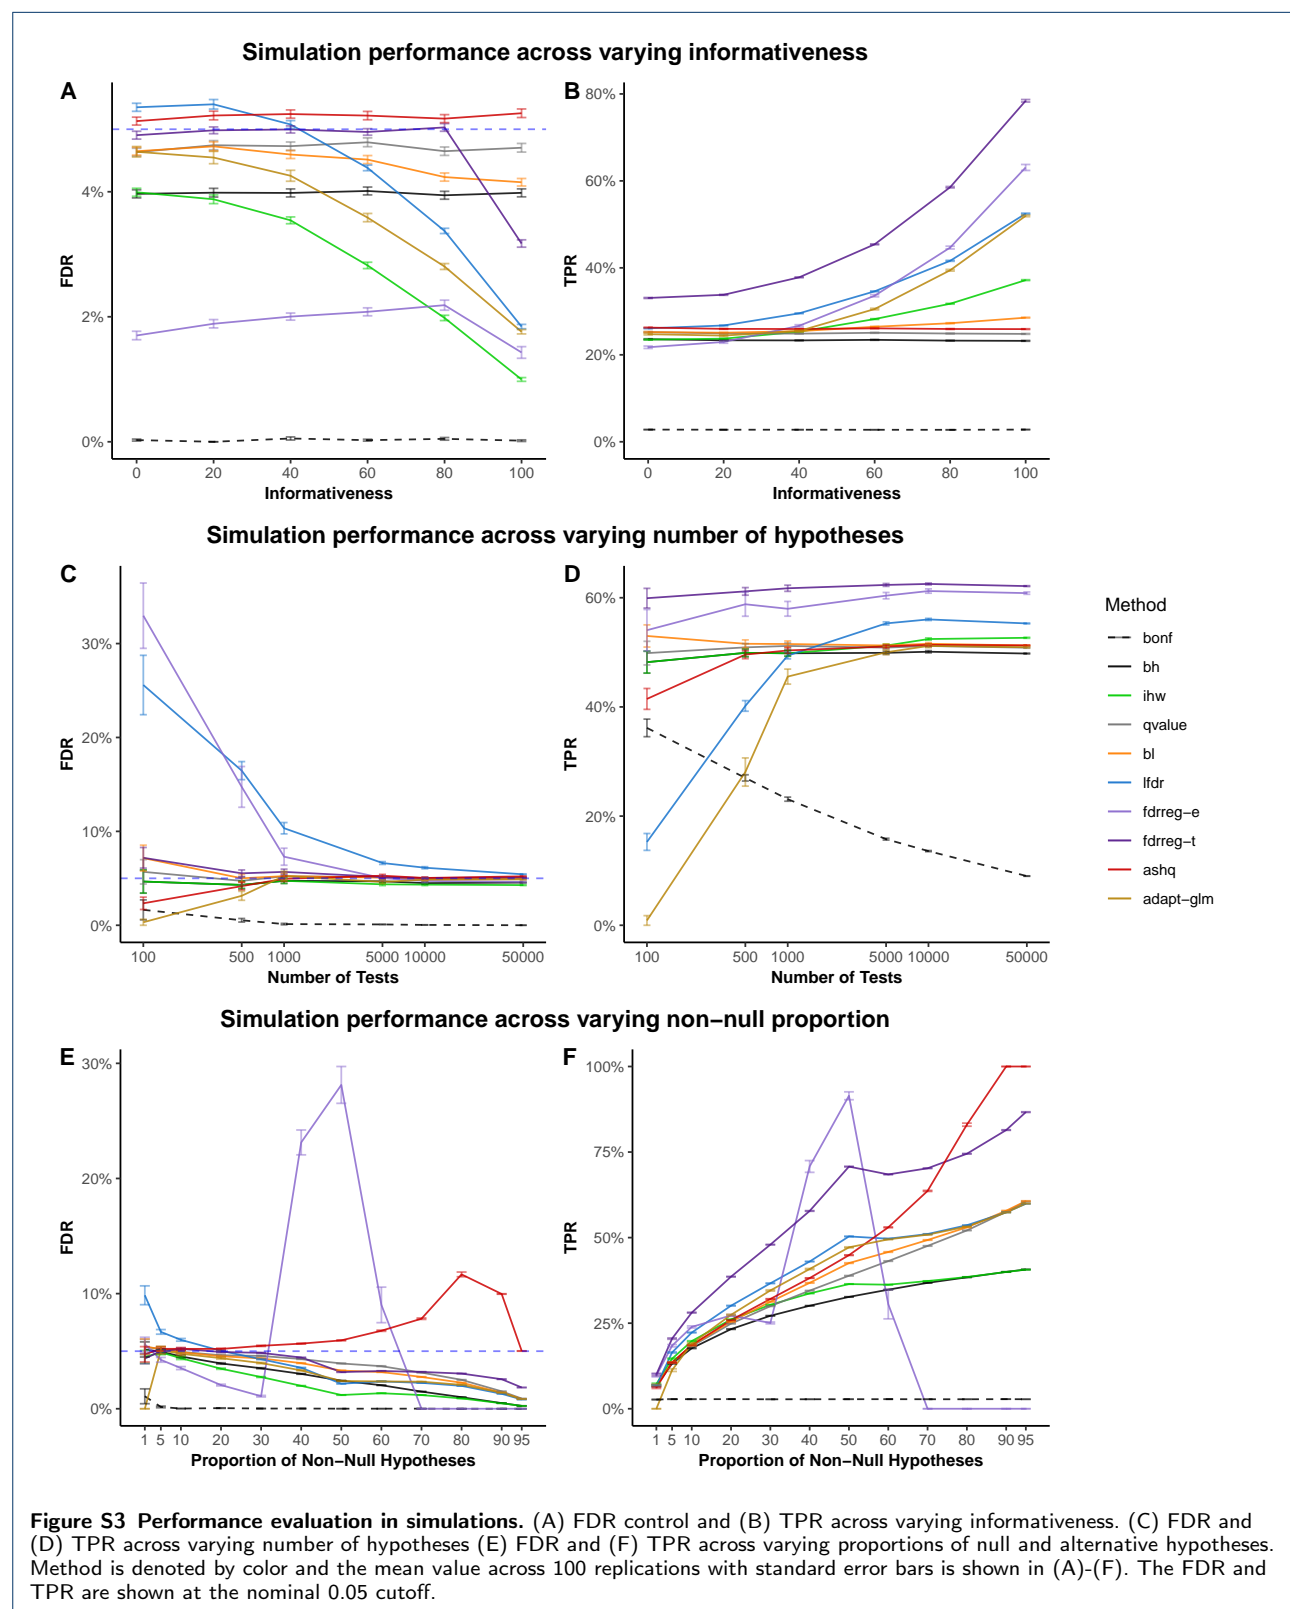 Simulation performance across varying informativeness
A
B
FDR
4%
2%
0%
0
20
40
60
80
100
Informativeness
TPR
80%
60%
40%
20%
0%
0
20
40
60
80
100
Informativeness
Simulation performance across varying number of hypotheses
C
D
FDR
30%
20%
10%
0%
100
500
1000
5000
10000
50000
Number of Tests
TPR
60%
40%
20%
0%
100
500
1000
5000
10000
50000
Number of Tests
Method
bonf
bh
ihw
qvalue
bl
lfdr
fdrreg−e
fdrreg−t
ashq
adapt−glm
Simulation performance across varying non−null proportion
E
F
FDR
30%
20%
10%
0%
1
5
10
20
30
40
50
60
70
80
90
95
Proportion of Non−Null Hypotheses
TPR
100%
75%
50%
25%
0%
1
5
10
20
30
40
50
60
70
80
90
95
Proportion of Non−Null Hypotheses
Figure S3 Performance evaluation in simulations. (A) FDR control and (B) TPR across varying informativeness. (C) FDR and
(D) TPR across varying number of hypotheses (E) FDR and (F) TPR across varying proportions of null and alternative hypotheses.
Method is denoted by color and the mean value across 100 replications with standard error bars is shown in (A)-(F). The FDR and
TPR are shown at the nominal 0.05 cutoff.